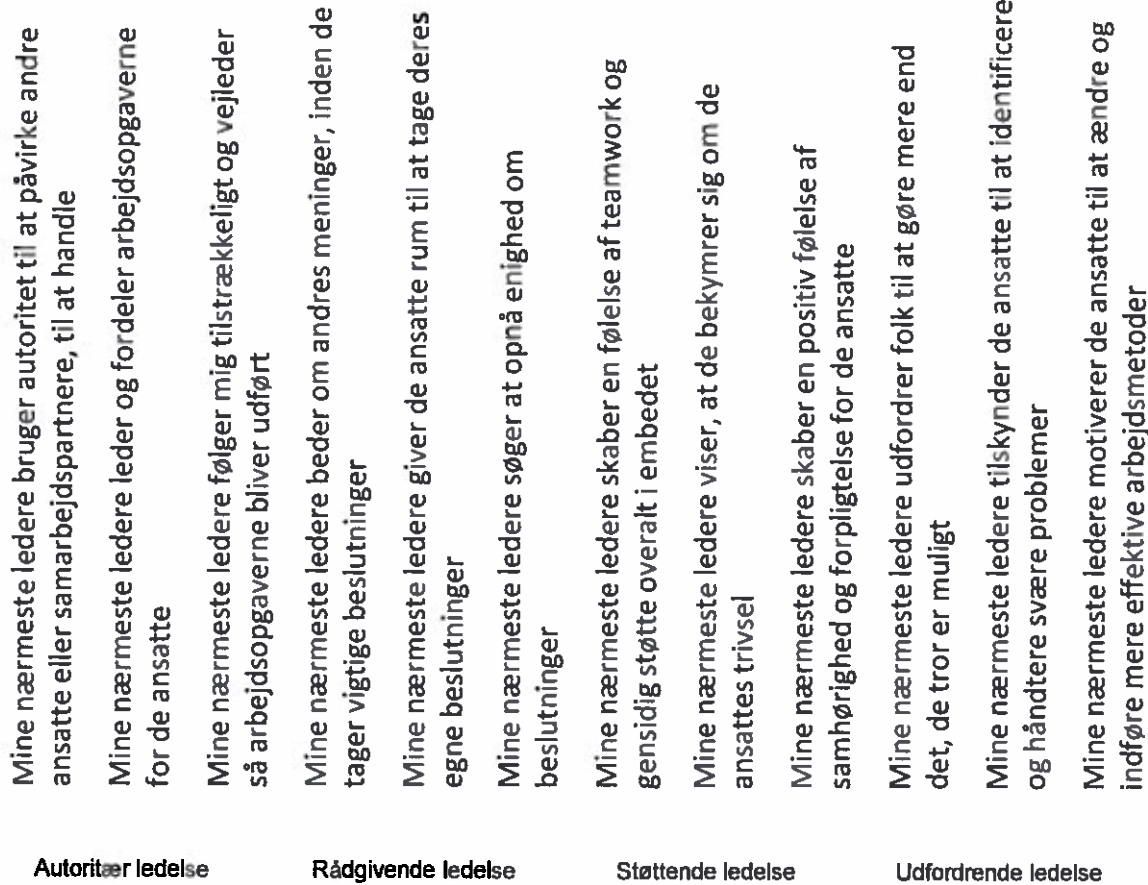 Mine nærmeste ledere bruger autoritet til at påvirke andre
ansatte eller samarbejdspartnere, til at handle
Mine nærmeste ledere leder og fordeler arbejdsopgaverne
for de ansatte
Mine nærmeste ledere følger mig tilstrækkeligt og vejleder
så arbejdsopgaverne bliver udført
Mine nærmeste ledere beder om andres meninger, inden de
tager vigtige beslutninger
Mine nærmeste ledere giver de ansatte rum til at tage deres
egne beslutninger
Mine nærmeste ledere søger at opnå enighed om
beslutninger
Mine nærmeste ledere skaber en følelse af teamwork og
gensidig støtte overalt i embedet
Mine nærmeste ledere viser, at de bekymrer sig om de
ansattes trivsel
Mine nærmeste ledere skaber en positiv følelse af
samhørighed og forpligtelse for de ansatte
Mine nærmeste ledere udfordrer folk til at gøre mere end
det, de tror er muligt
Mine nærmeste ledere tilskynder de ansatte til at identificere
og håndtere svære problemer
Mine nærmeste ledere motiverer de ansatte til at ændre og
indføre mere effektive arbejdsmetoder
Autoritær ledelse
Rådgivende ledelse
Støttende ledelse
Udfordrende ledelse